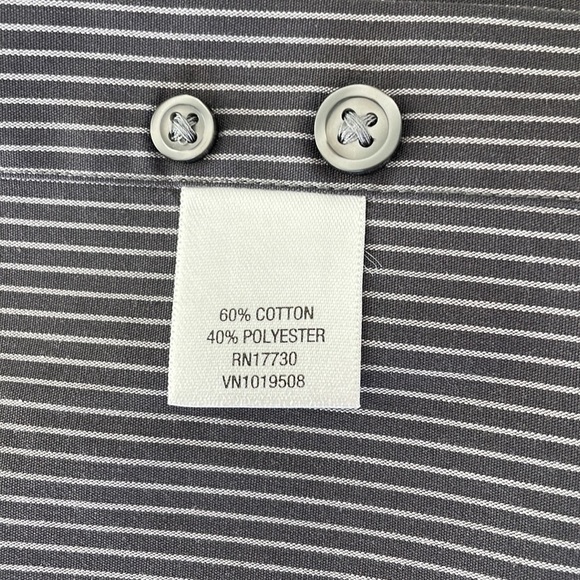 60% COTTON
40% POLYESTER
RN17730
VN1019508